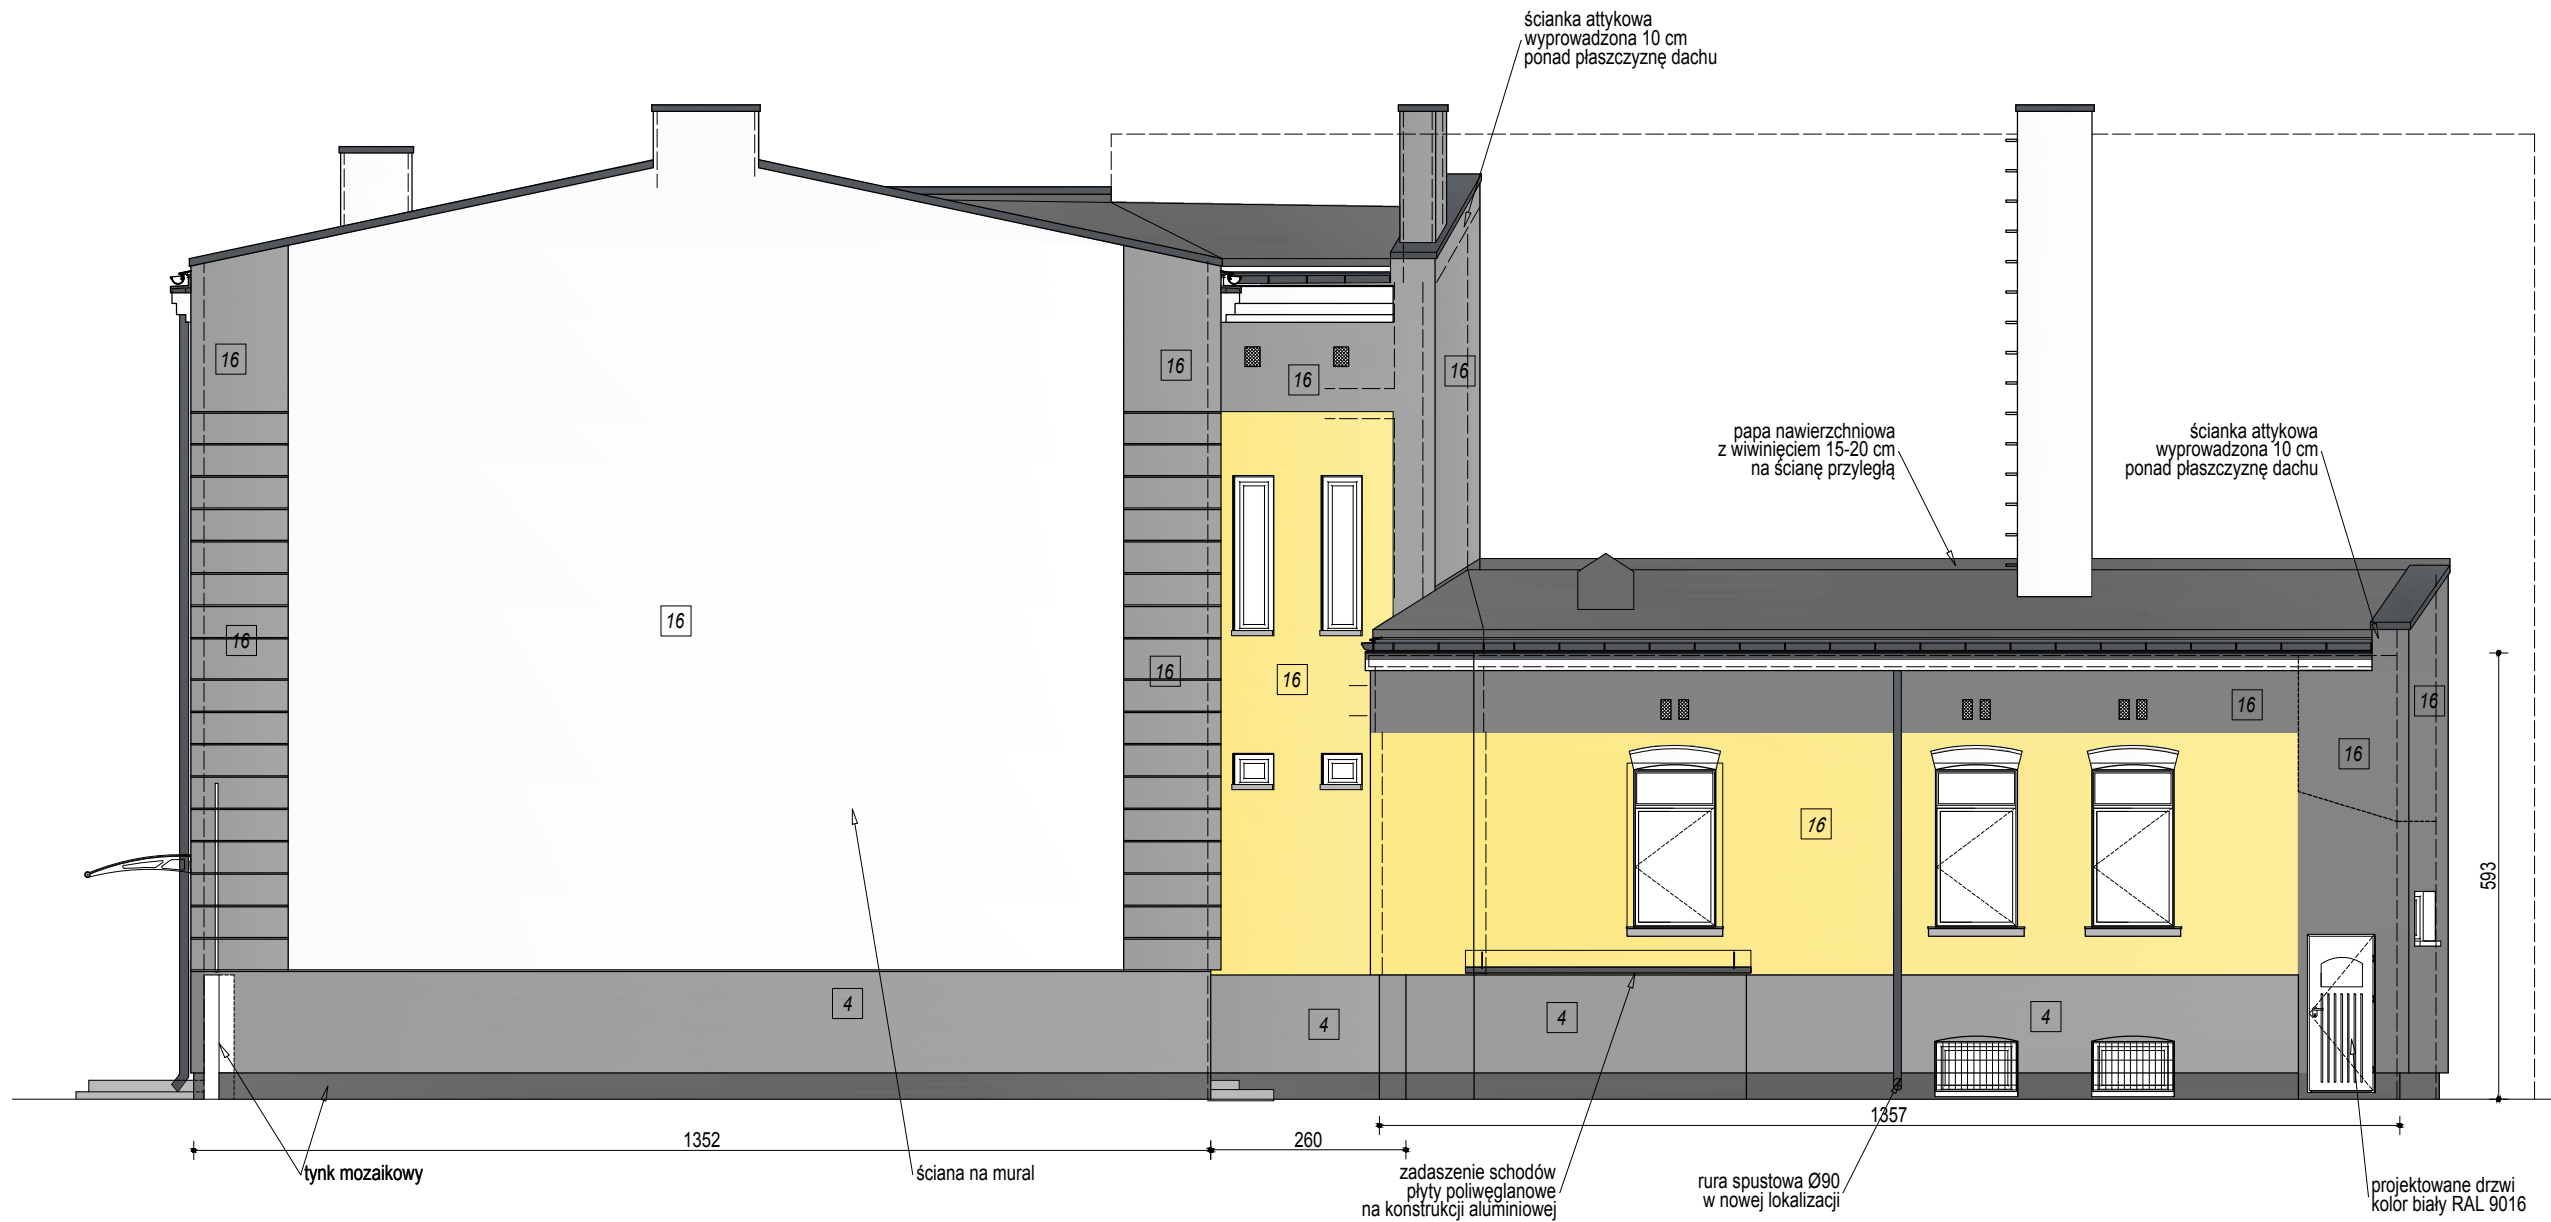 ścianka attykowa
wyprowadzona 10 cm
ponad płaszczyznę dachu
16
16
16
16
papa nawierzchniowa
z wiwinięciem 15-20 cm
na ścianę przyległą
ścianka attykowa
wyprowadzona 10 cm
ponad płaszczyznę dachu
16
16
16
16
16
16
16
16
593
4
4
4
4
1352
260
1357
tynk mozaikowy
ściana na mural
zadaszenie schodów
płyty poliwęglanowe
na konstrukcji aluminiowej
rura spustowa Ø90
w nowej lokalizacji
projektowane drzwi
kolor biały RAL 9016